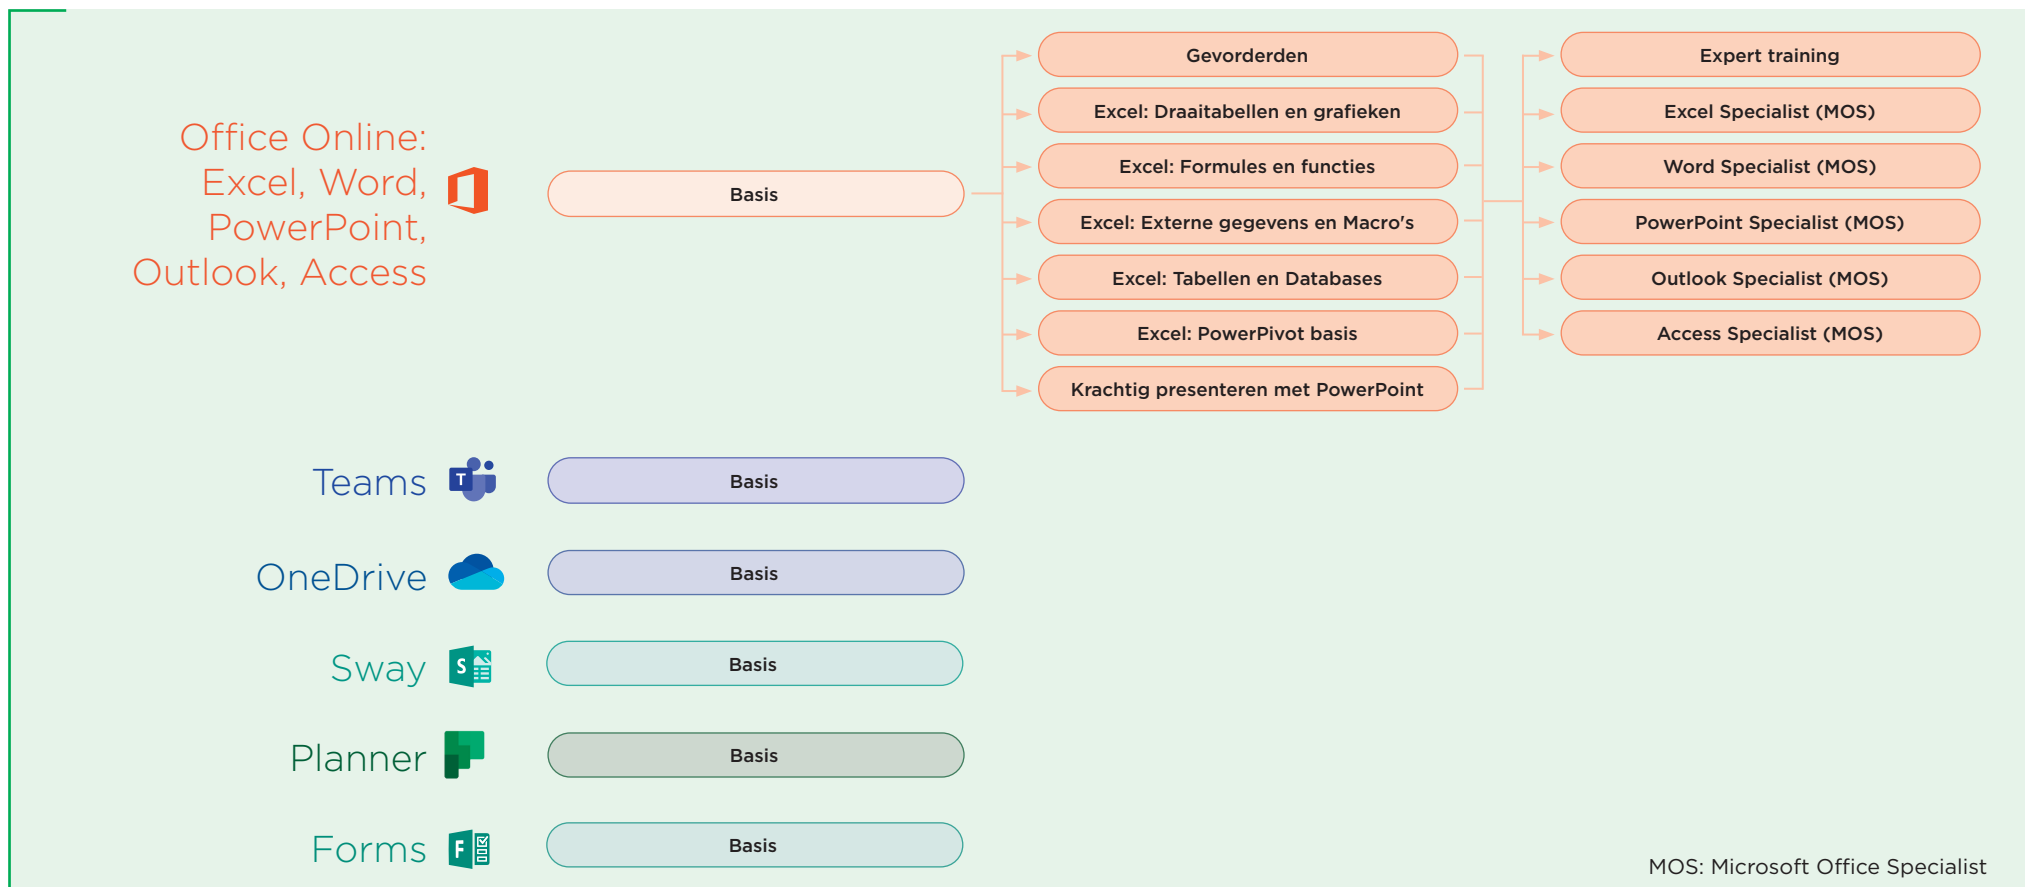 Office Online:
Excel, Word,
PowerPoint,
Outlook, Access
Basis
Gevorderden
Excel: Draaitabellen en grafieken
Excel: Formules en functies
Excel: Externe gegevens en Macro's
Excel: Tabellen en Databases
Excel: PowerPivot basis
Krachtig presenteren met PowerPoint
Expert training
Excel Specialist (MOS)
Word Specialist (MOS)
PowerPoint Specialist (MOS)
Outlook Specialist (MOS)
Access Specialist (MOS)
Teams
T
Basis
OneDrive
Basis
Sway
S
Basis
Planner
Basis
Forms
F
Basis
MOS: Microsoft Office Specialist